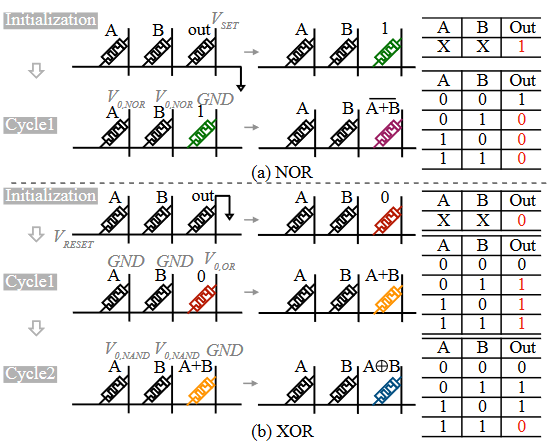 Initialization A B out V_SET A B 1 A B Out
X X 1
A B Out
Cycle1 V_0,NOR V_0,NOR GND A B 1 A B \overline{A+B} 0 0 1
0 1 0
1 0 0
1 1 0
(a) NOR
Initialization A B out A B 0 A B Out
X X 0
V_RESET A B Out
Cycle1 GND GND V_0,OR A B 0 A B A+B 0 0 0
0 1 1
1 0 1
1 1 1
Cycle2 V_0,NAND V_0,NAND GND A B A+B A B A⊕B A B Out
0 0 0
0 1 1
1 0 1
1 1 0
(b) XOR